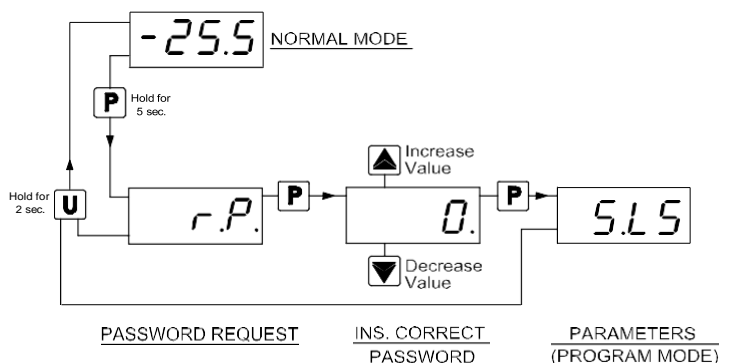 -25.5
NORMAL MODE
P
Hold for
5 sec.
Increase
Value
Hold for
2 sec.
U
r.P.
P
0.
P
S.LS
Decrease
Value
PASSWORD REQUEST
INS. CORRECT
PASSWORD
PARAMETERS
(PROGRAM MODE)